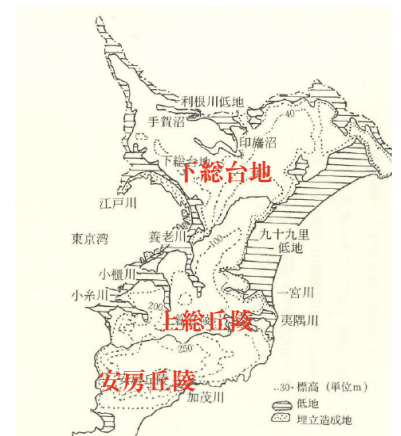 利根川低地
手賀沼
40
印旛沼
下総台地
下総台地
江戸川
東京湾
養老川
100
九十九里
低地
小櫃川
小糸川
200
一宮川
上総丘陵
夷隅川
250
安房丘陵
加茂川
-30- 標高(単位m)
低地
埋立造成地